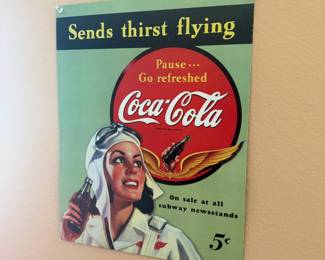 Sends thirst flying
Pause...
Go refreshed
Coca-Cola
On sale at all
subway newsstands
5¢